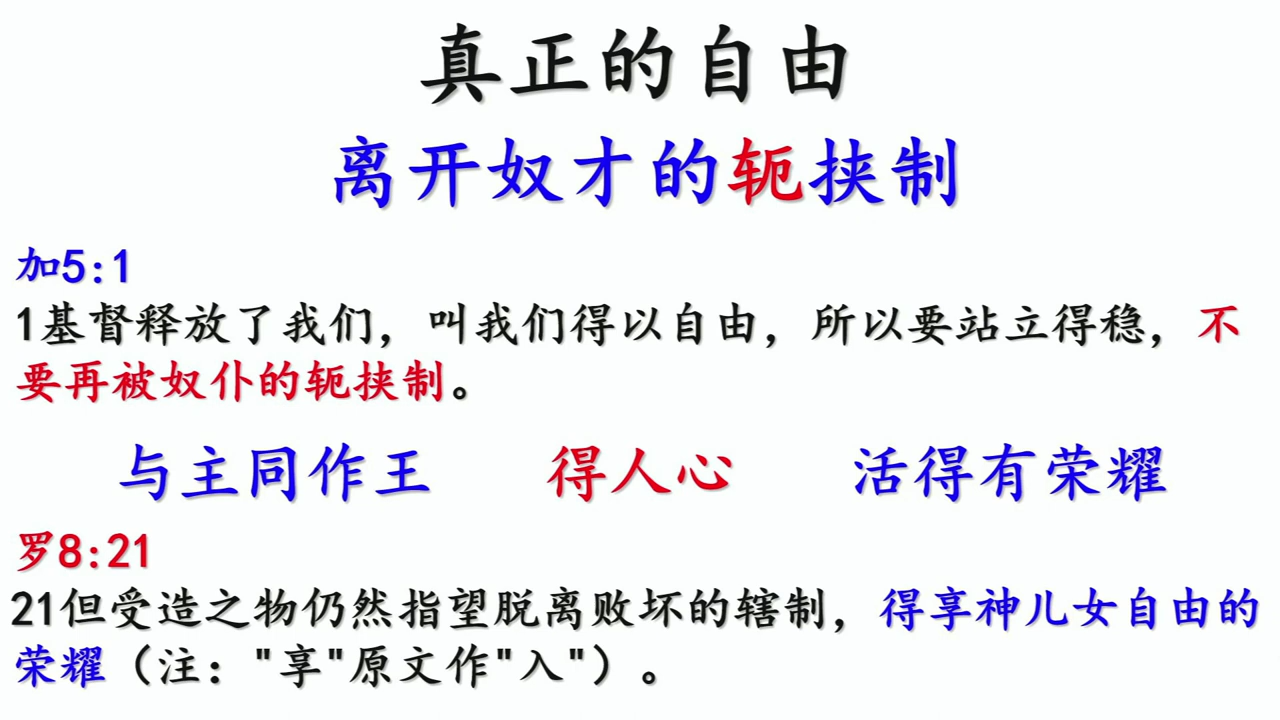 真正的自由
离开奴才的轭挟制
加5:1
1基督释放了我们，叫我们得以自由，所以要站立得稳，不
要再被奴仆的轭挟制。
与主同作王 得人心 活得有荣耀
罗8:21
21但受造之物仍然指望脱离败坏的辖制，得享神儿女自由的
荣耀（注："享"原文作"入"）。